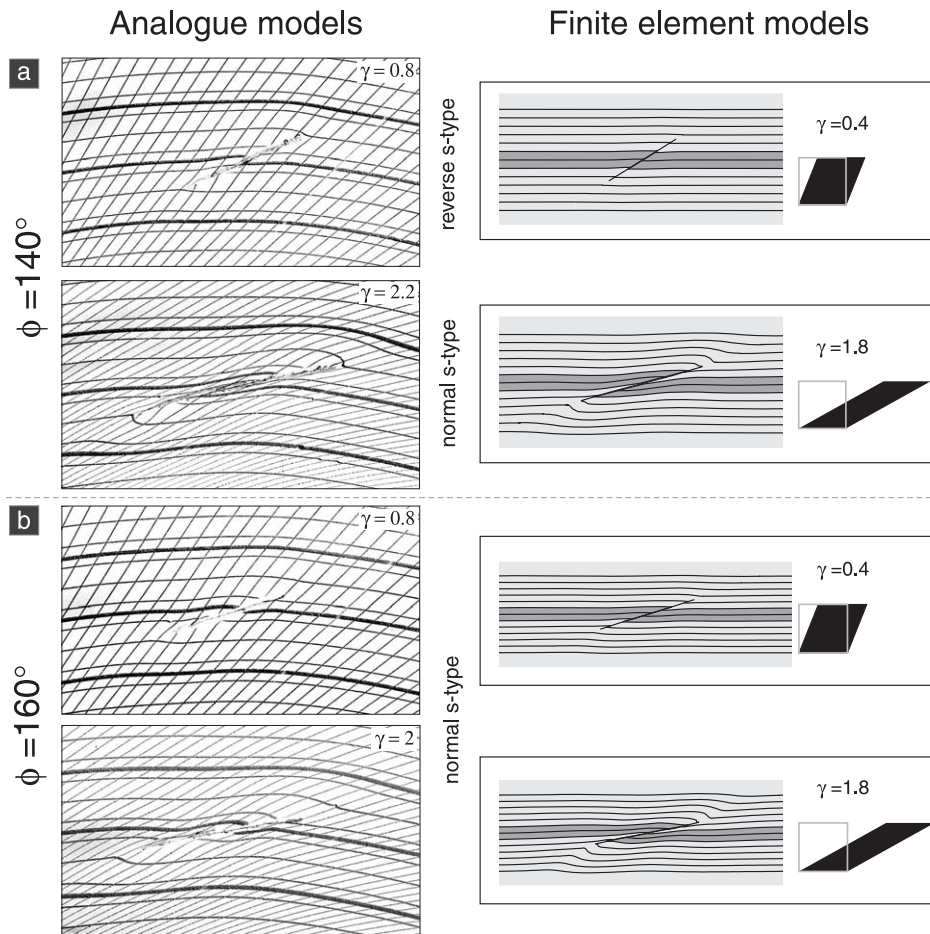 Analogue models
Finite element models
a
ϕ = 140°
γ = 0.8
reverse s-type
γ = 0.4
γ = 2.2
normal s-type
γ = 1.8
b
ϕ = 160°
γ = 0.8
normal s-type
γ = 0.4
γ = 2
γ = 1.8